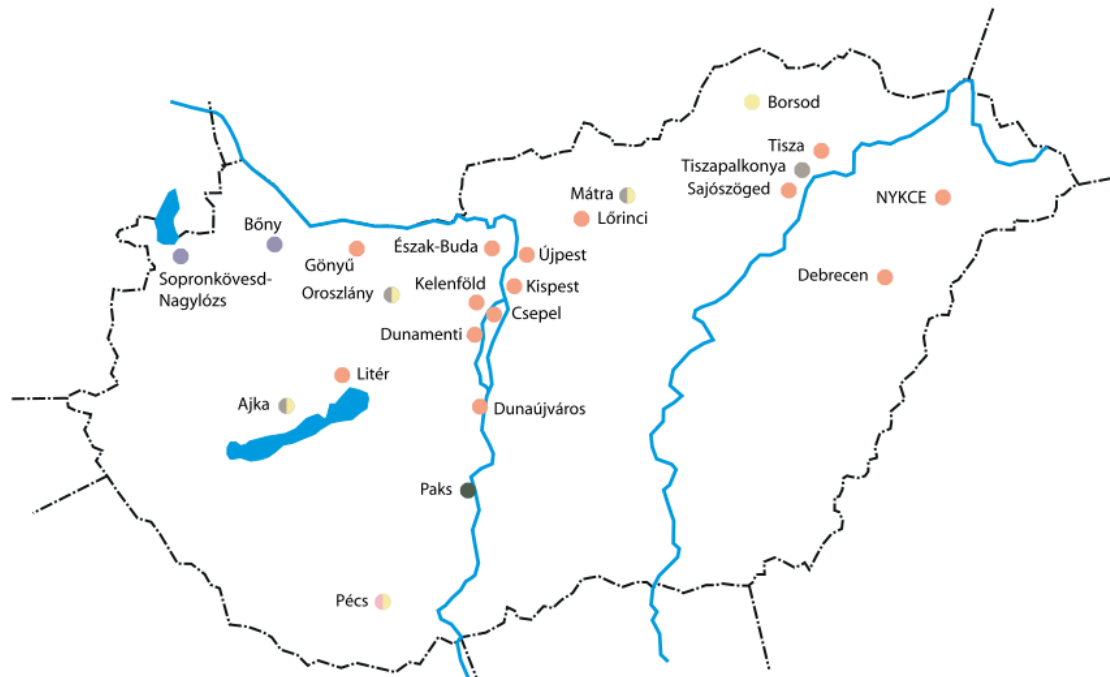 Borsod
Tisza
Tiszapalkonya
Sajószöged
Mátra
Lőrinci
NYKCE
Bőny
Sopronkövesd-
Nagylózs
Gönyű
Észak-Buda
Újpest
Debrecen
Oroszlány
Kelenföld
Kispest
Csepel
Dunamenti
Litér
Ajka
Dunaújváros
Paks
Pécs